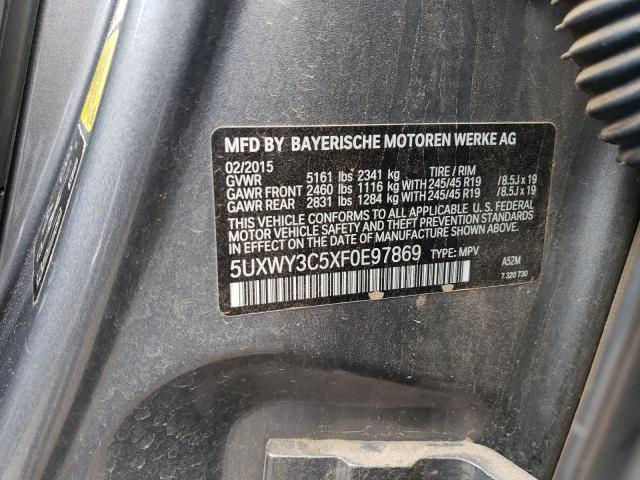 MFD BY BAYERISCHE MOTOREN WERKE AG
02/2015
GVWR 5161 lbs 2341 kg TIRE / RIM
GAWR FRONT 2460 lbs 1116 kg WITH 245/45 R19 / 8.5J x 19
GAWR REAR 2831 lbs 1284 kg WITH 245/45 R19 / 8.5J x 19
THIS VEHICLE CONFORMS TO ALL APPLICABLE U.S. FEDERAL
MOTOR VEHICLE SAFETY, BUMPER, AND THEFT PREVENTION STANDARDS
IN EFFECT ON THE DATE OF MANUFACTURE SHOWN ABOVE.
5UXWY3C5XF0E97869 TYPE: MPV
A52M
7 320 730